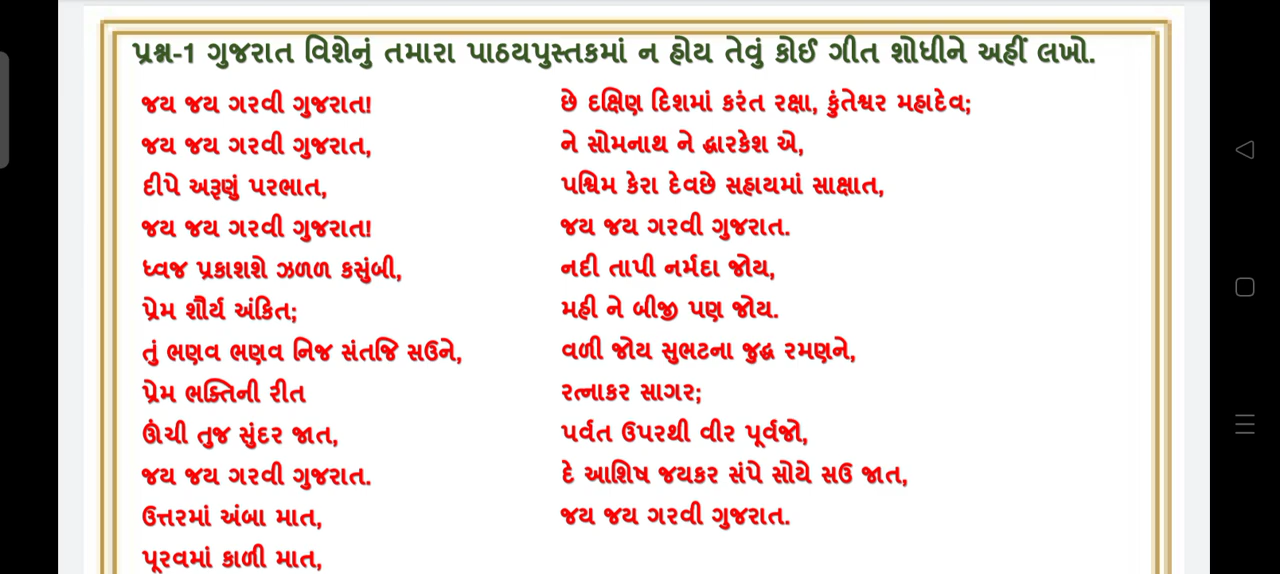 પ્રશ્ન-1 ગુજરાત વિશેનું તમારા પાઠયપુસ્તકમાં ન હોય તેવું કોઈ ગીત શોધીને અહીં લખો.
જય જય ગરવી ગુજરાત!
જય જય ગરવી ગુજરાત,
દીપે અરૂણું પરભાત,
જય જય ગરવી ગુજરાત!
ધ્વજ પ્રકાશશે ઝળળ કસુંબી,
પ્રેમ શૌર્ય અંકિત;
તું ભણવ ભણવ નિજ સંતજિ સઉને,
પ્રેમ ભક્તિની રીત
ઊંચી તુજ સુંદર જાત,
જય જય ગરવી ગુજરાત.
ઉત્તરમાં અંબા માત,
પૂરવમાં કાળી માત,
છે દક્ષિણ દિશમાં કરંત રક્ષા, કુંતેશ્વર મહાદેવ;
ને સોમનાથ ને દ્વારકેશ એ,
પશ્વિમ કેરા દેવછે સહાયમાં સાક્ષાત,
જય જય ગરવી ગુજરાત.
નદી તાપી નર્મદા જોય,
મહી ને બીજી પણ જોય.
વળી જોય સુભટના જુદ્ધ રમણને,
રત્નાકર સાગર;
પર્વત ઉપરથી વીર પૂર્વજો,
દે આશિષ જયકર સંપે સોયે સઉ જાત,
જય જય ગરવી ગુજરાત.